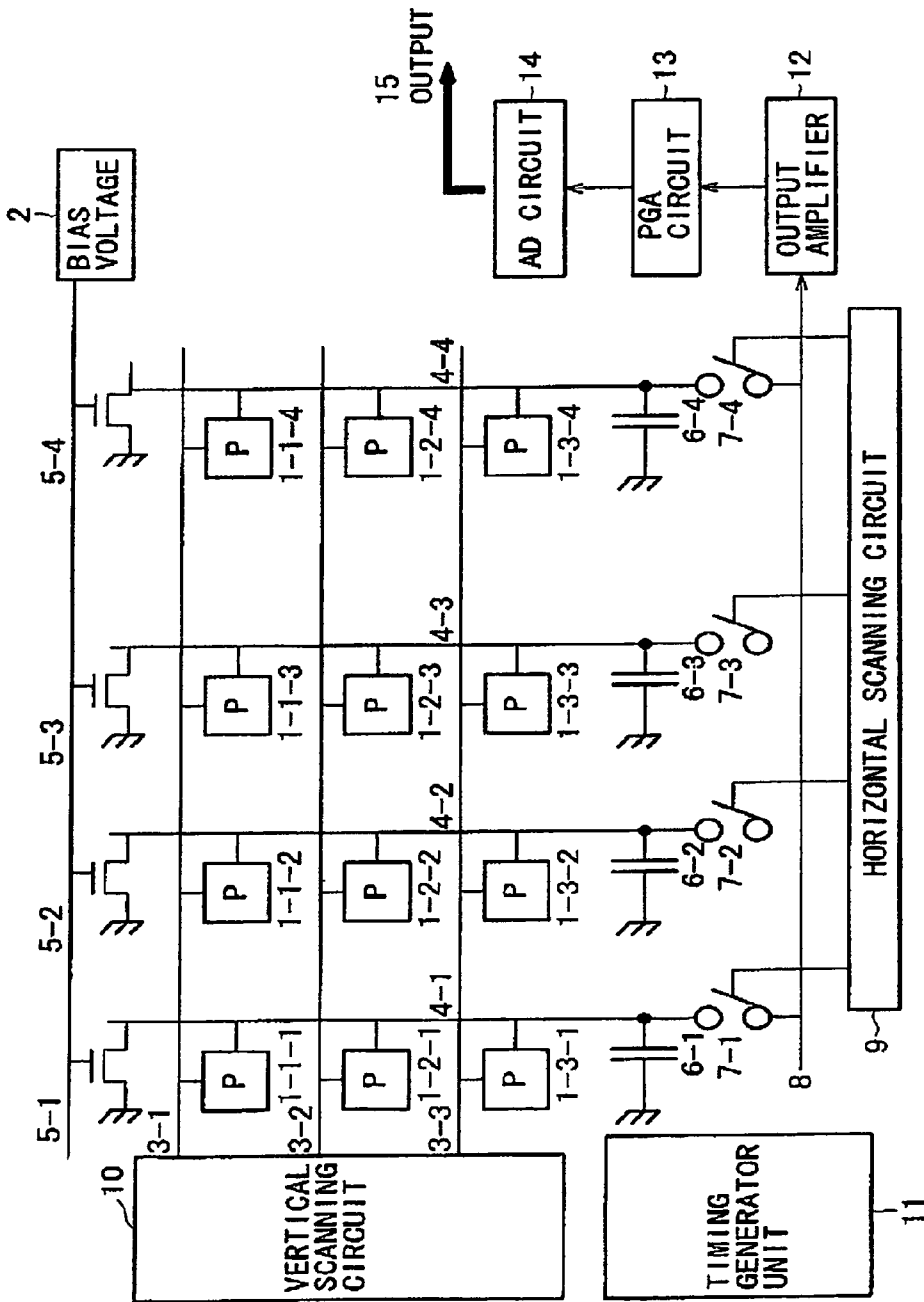 2
BIAS
VOLTAGE
15
OUTPUT
14
AD CIRCUIT
13
PGA
CIRCUIT
12
OUTPUT
AMPLIFIER
5-1
5-2
5-3
5-4
10
VERTICAL
SCANNING
CIRCUIT
3-1
3-2
3-3
P
P
P
P
1-1-1
1-1-2
1-1-3
1-1-4
P
P
P
P
1-2-1
1-2-2
1-2-3
1-2-4
4-1
4-2
4-3
4-4
P
P
P
P
1-3-1
1-3-2
1-3-3
1-3-4
6-1
6-2
6-3
6-4
7-1
7-2
7-3
7-4
8
9
HORIZONTAL SCANNING CIRCUIT
TIMING
GENERATOR
UNIT
11